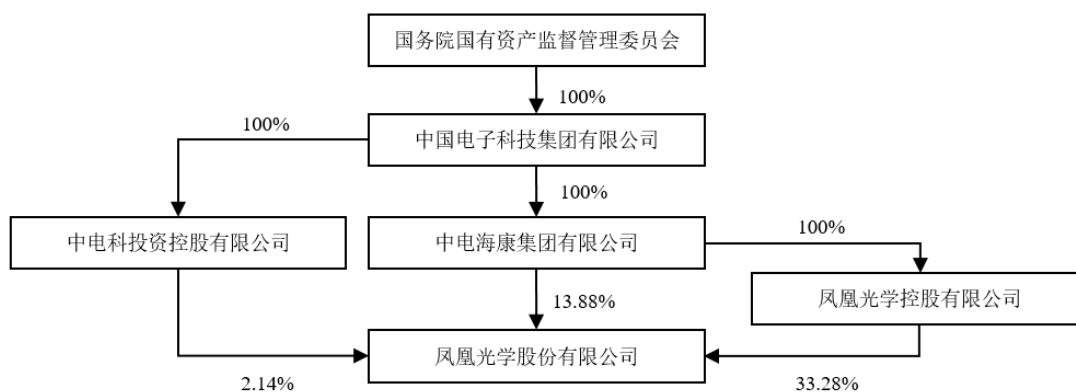 国务院国有资产监督管理委员会
100%
100%
中国电子科技集团有限公司
100%
中电科投资控股有限公司
中电海康集团有限公司
100%
13.88%
凤凰光学控股有限公司
凤凰光学股份有限公司
2.14%
33.28%